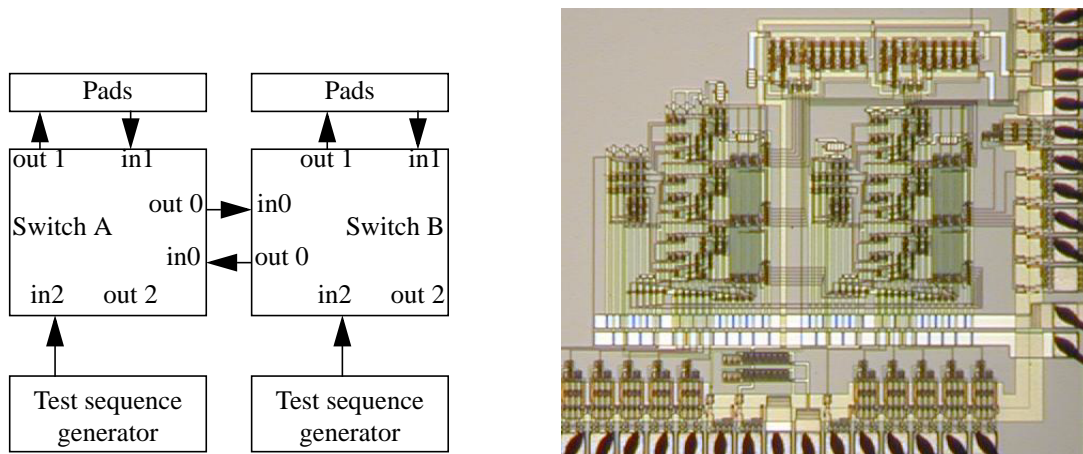 Pads
Pads
out 1
in1
out 1
in1
out 0
in0
Switch A
Switch B
in0
out 0
in2
out 2
in2
out 2
Test sequence
generator
Test sequence
generator